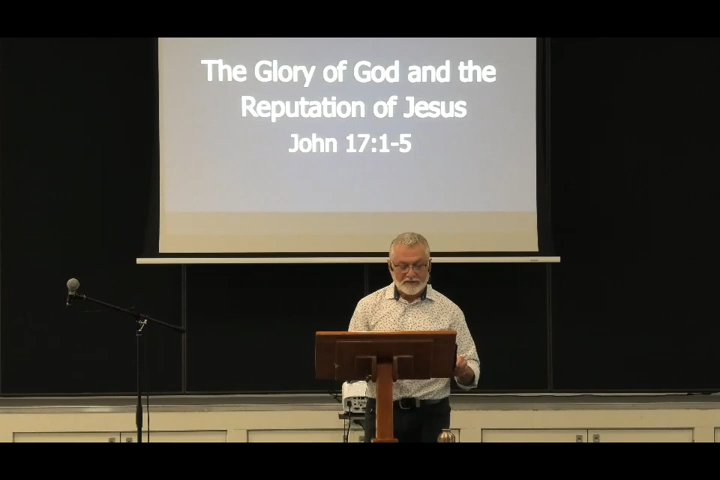 The Glory of God and the
Reputation of Jesus
John 17:1-5